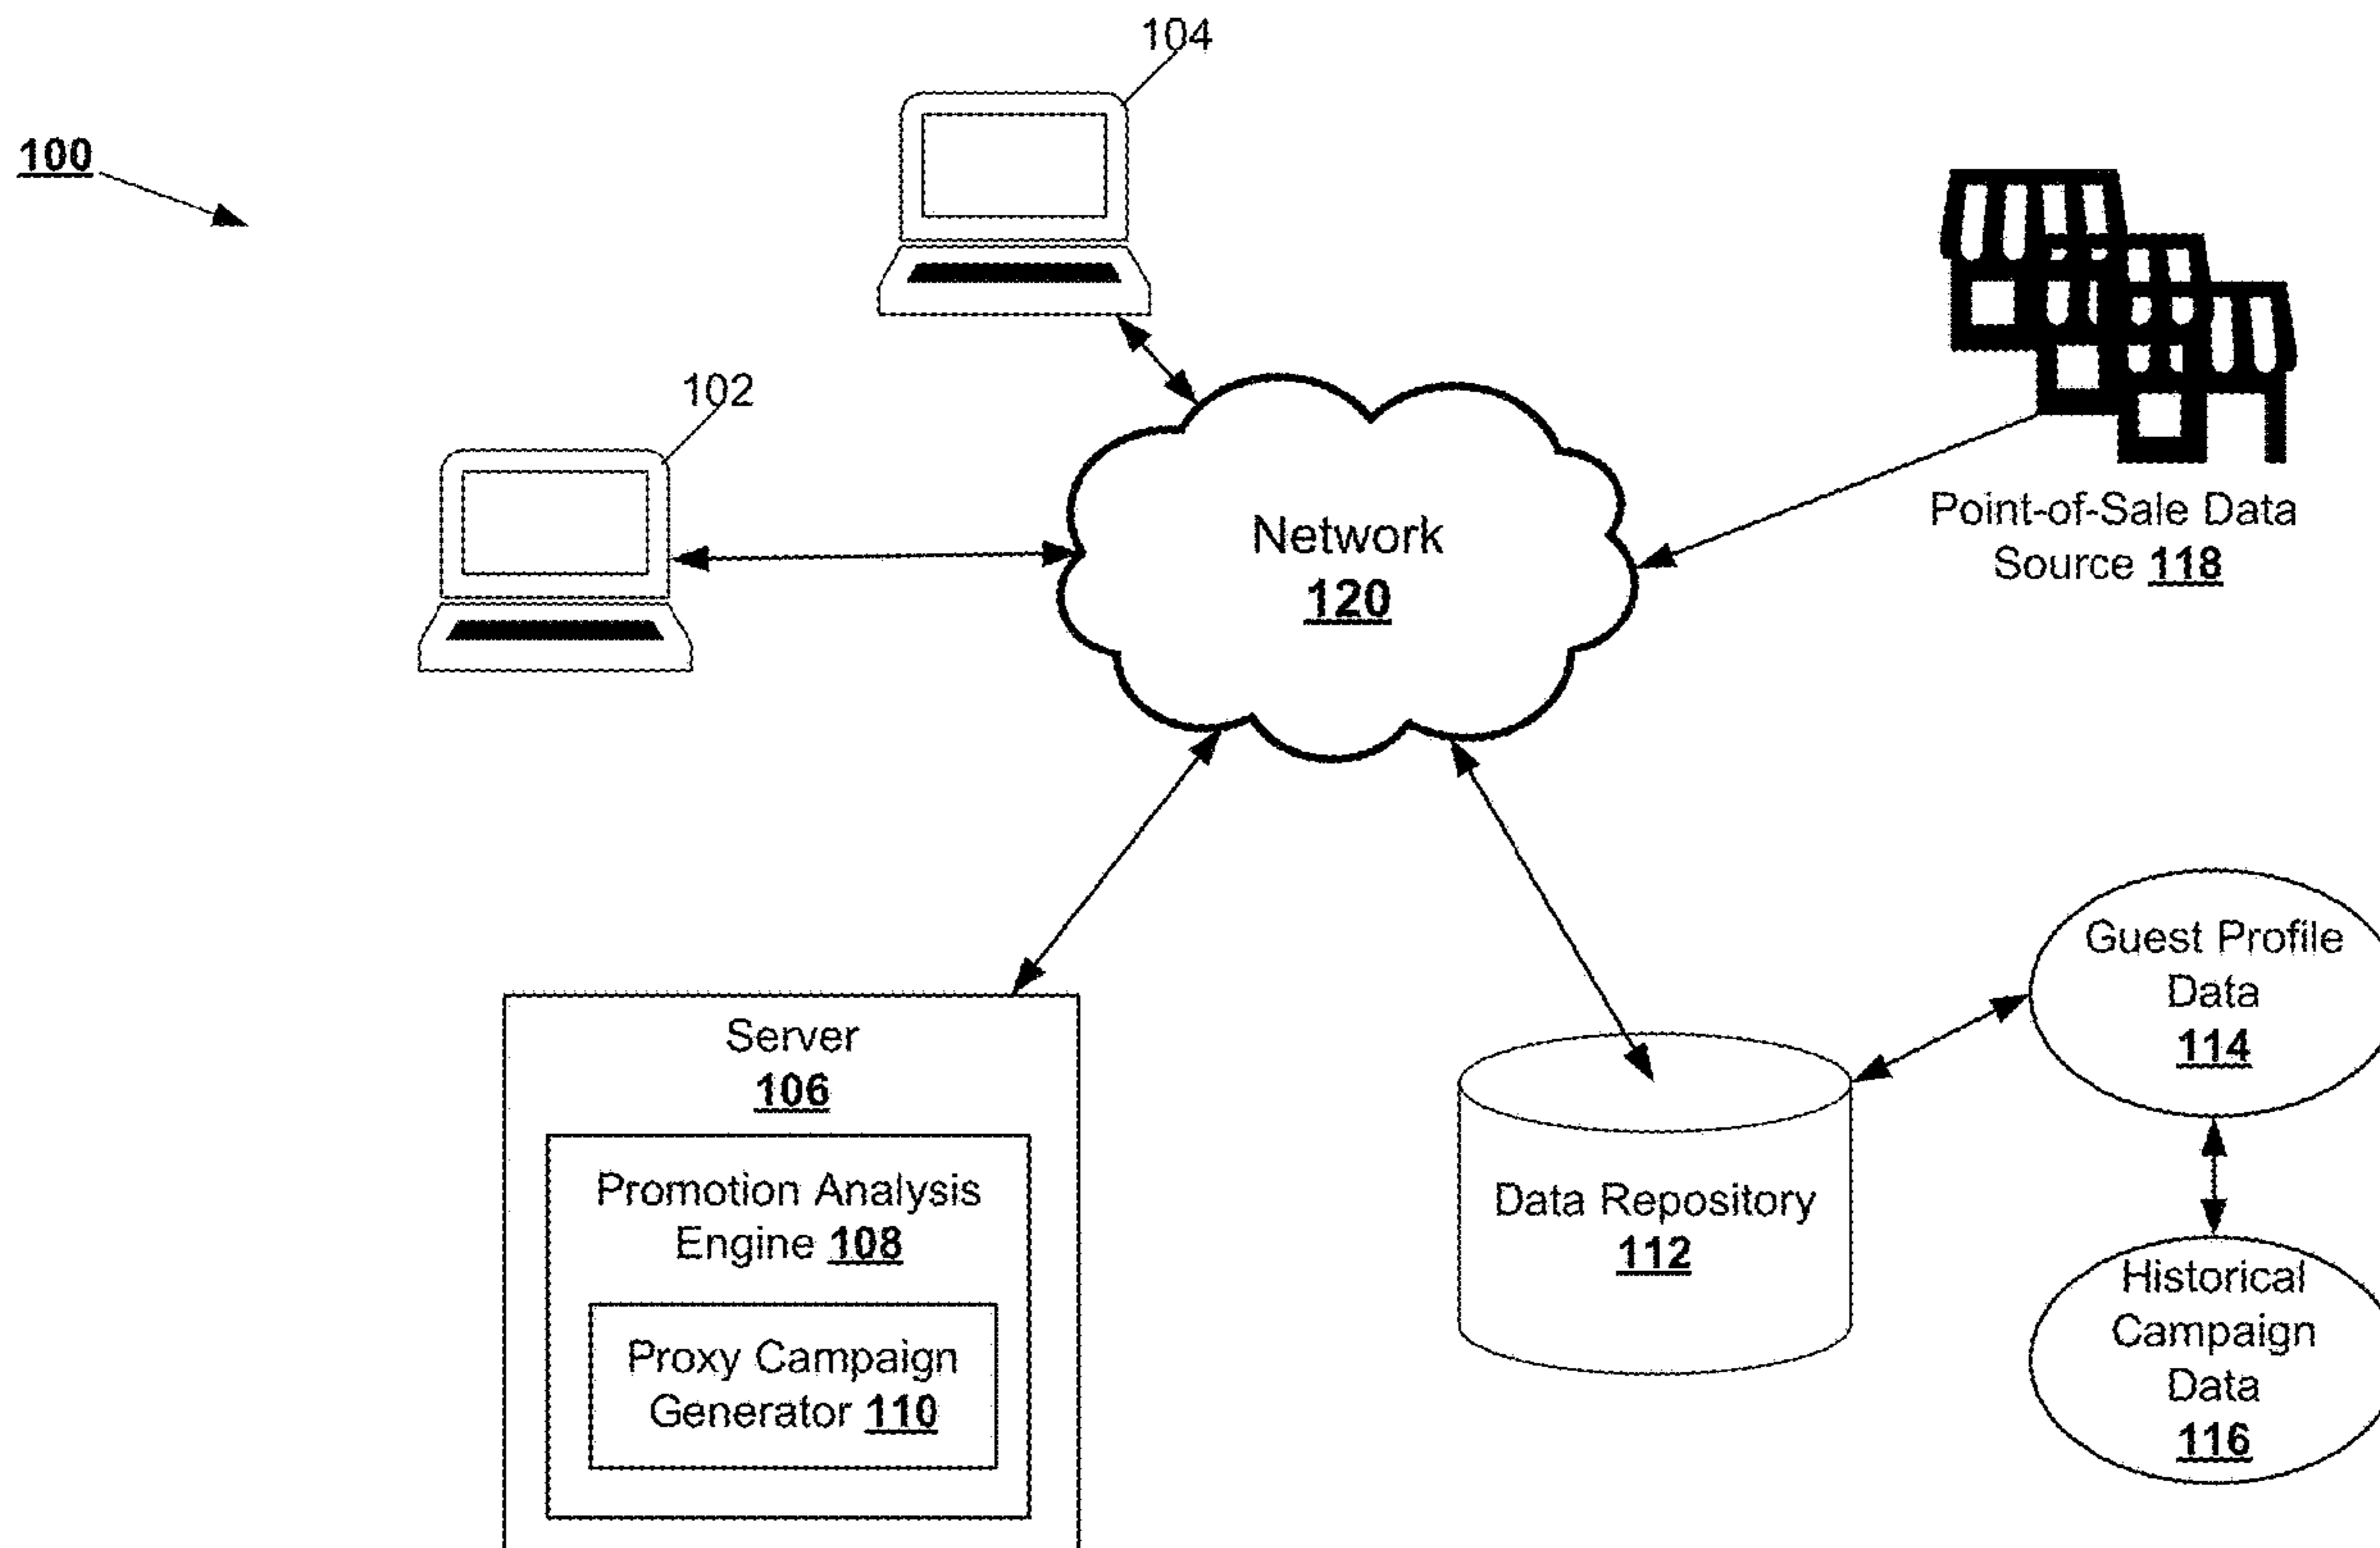 104
100
102
Network
120
Point-of-Sale Data
Source 118
Guest Profile
Data
114
Server
106
Promotion Analysis
Engine 108
Proxy Campaign
Generator 110
Data Repository
112
Historical
Campaign
Data
116